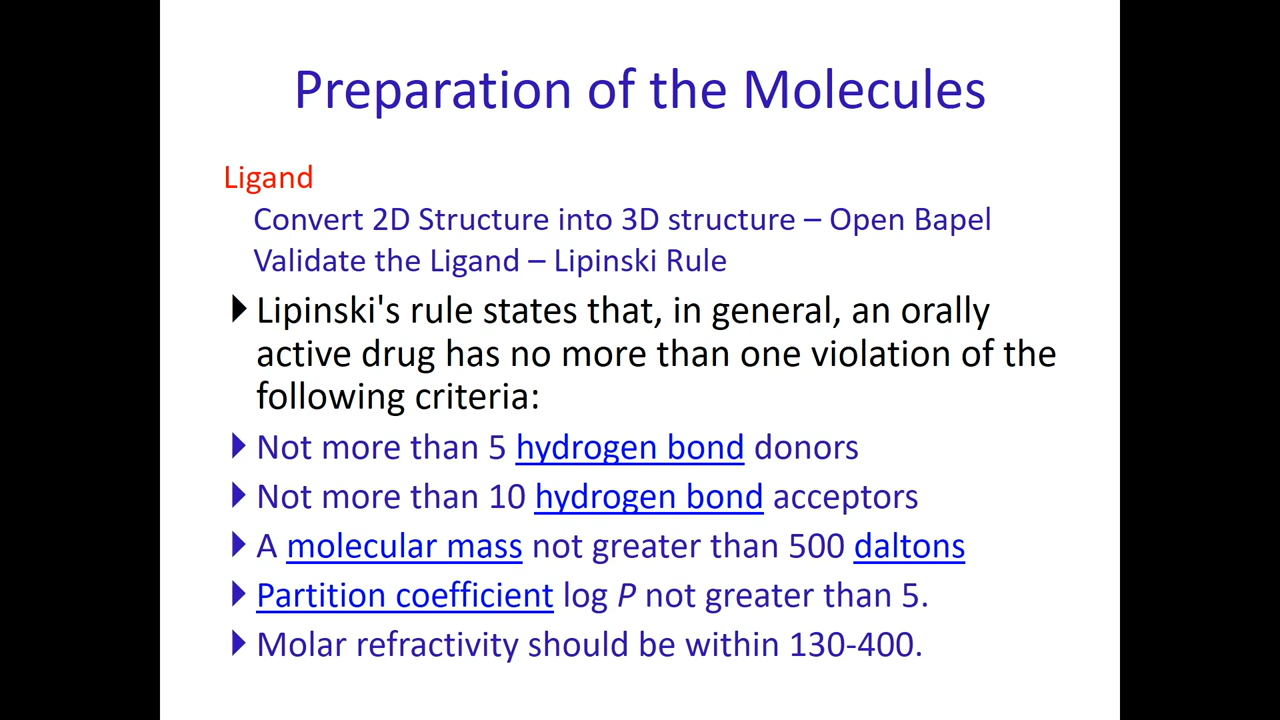 Preparation of the Molecules
Ligand
Convert 2D Structure into 3D structure – Open Bapel
Validate the Ligand – Lipinski Rule
Lipinski's rule states that, in general, an orally
active drug has no more than one violation of the
following criteria:
Not more than 5 hydrogen bond donors
Not more than 10 hydrogen bond acceptors
A molecular mass not greater than 500 daltons
Partition coefficient log P not greater than 5.
Molar refractivity should be within 130-400.